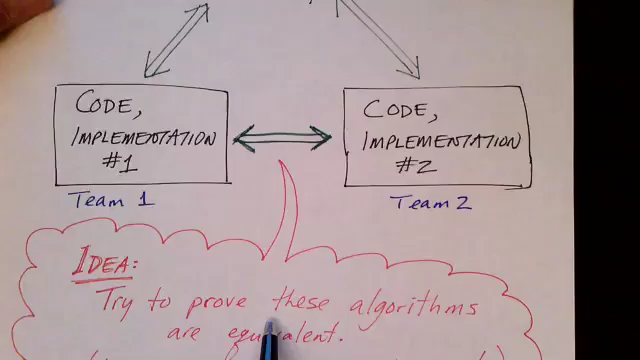 CODE,
IMPLEMENTATION
#1
CODE,
IMPLEMENTATION
#2
Team 1
Team 2
IDEA:
Try to prove these algorithms
are equivalent.